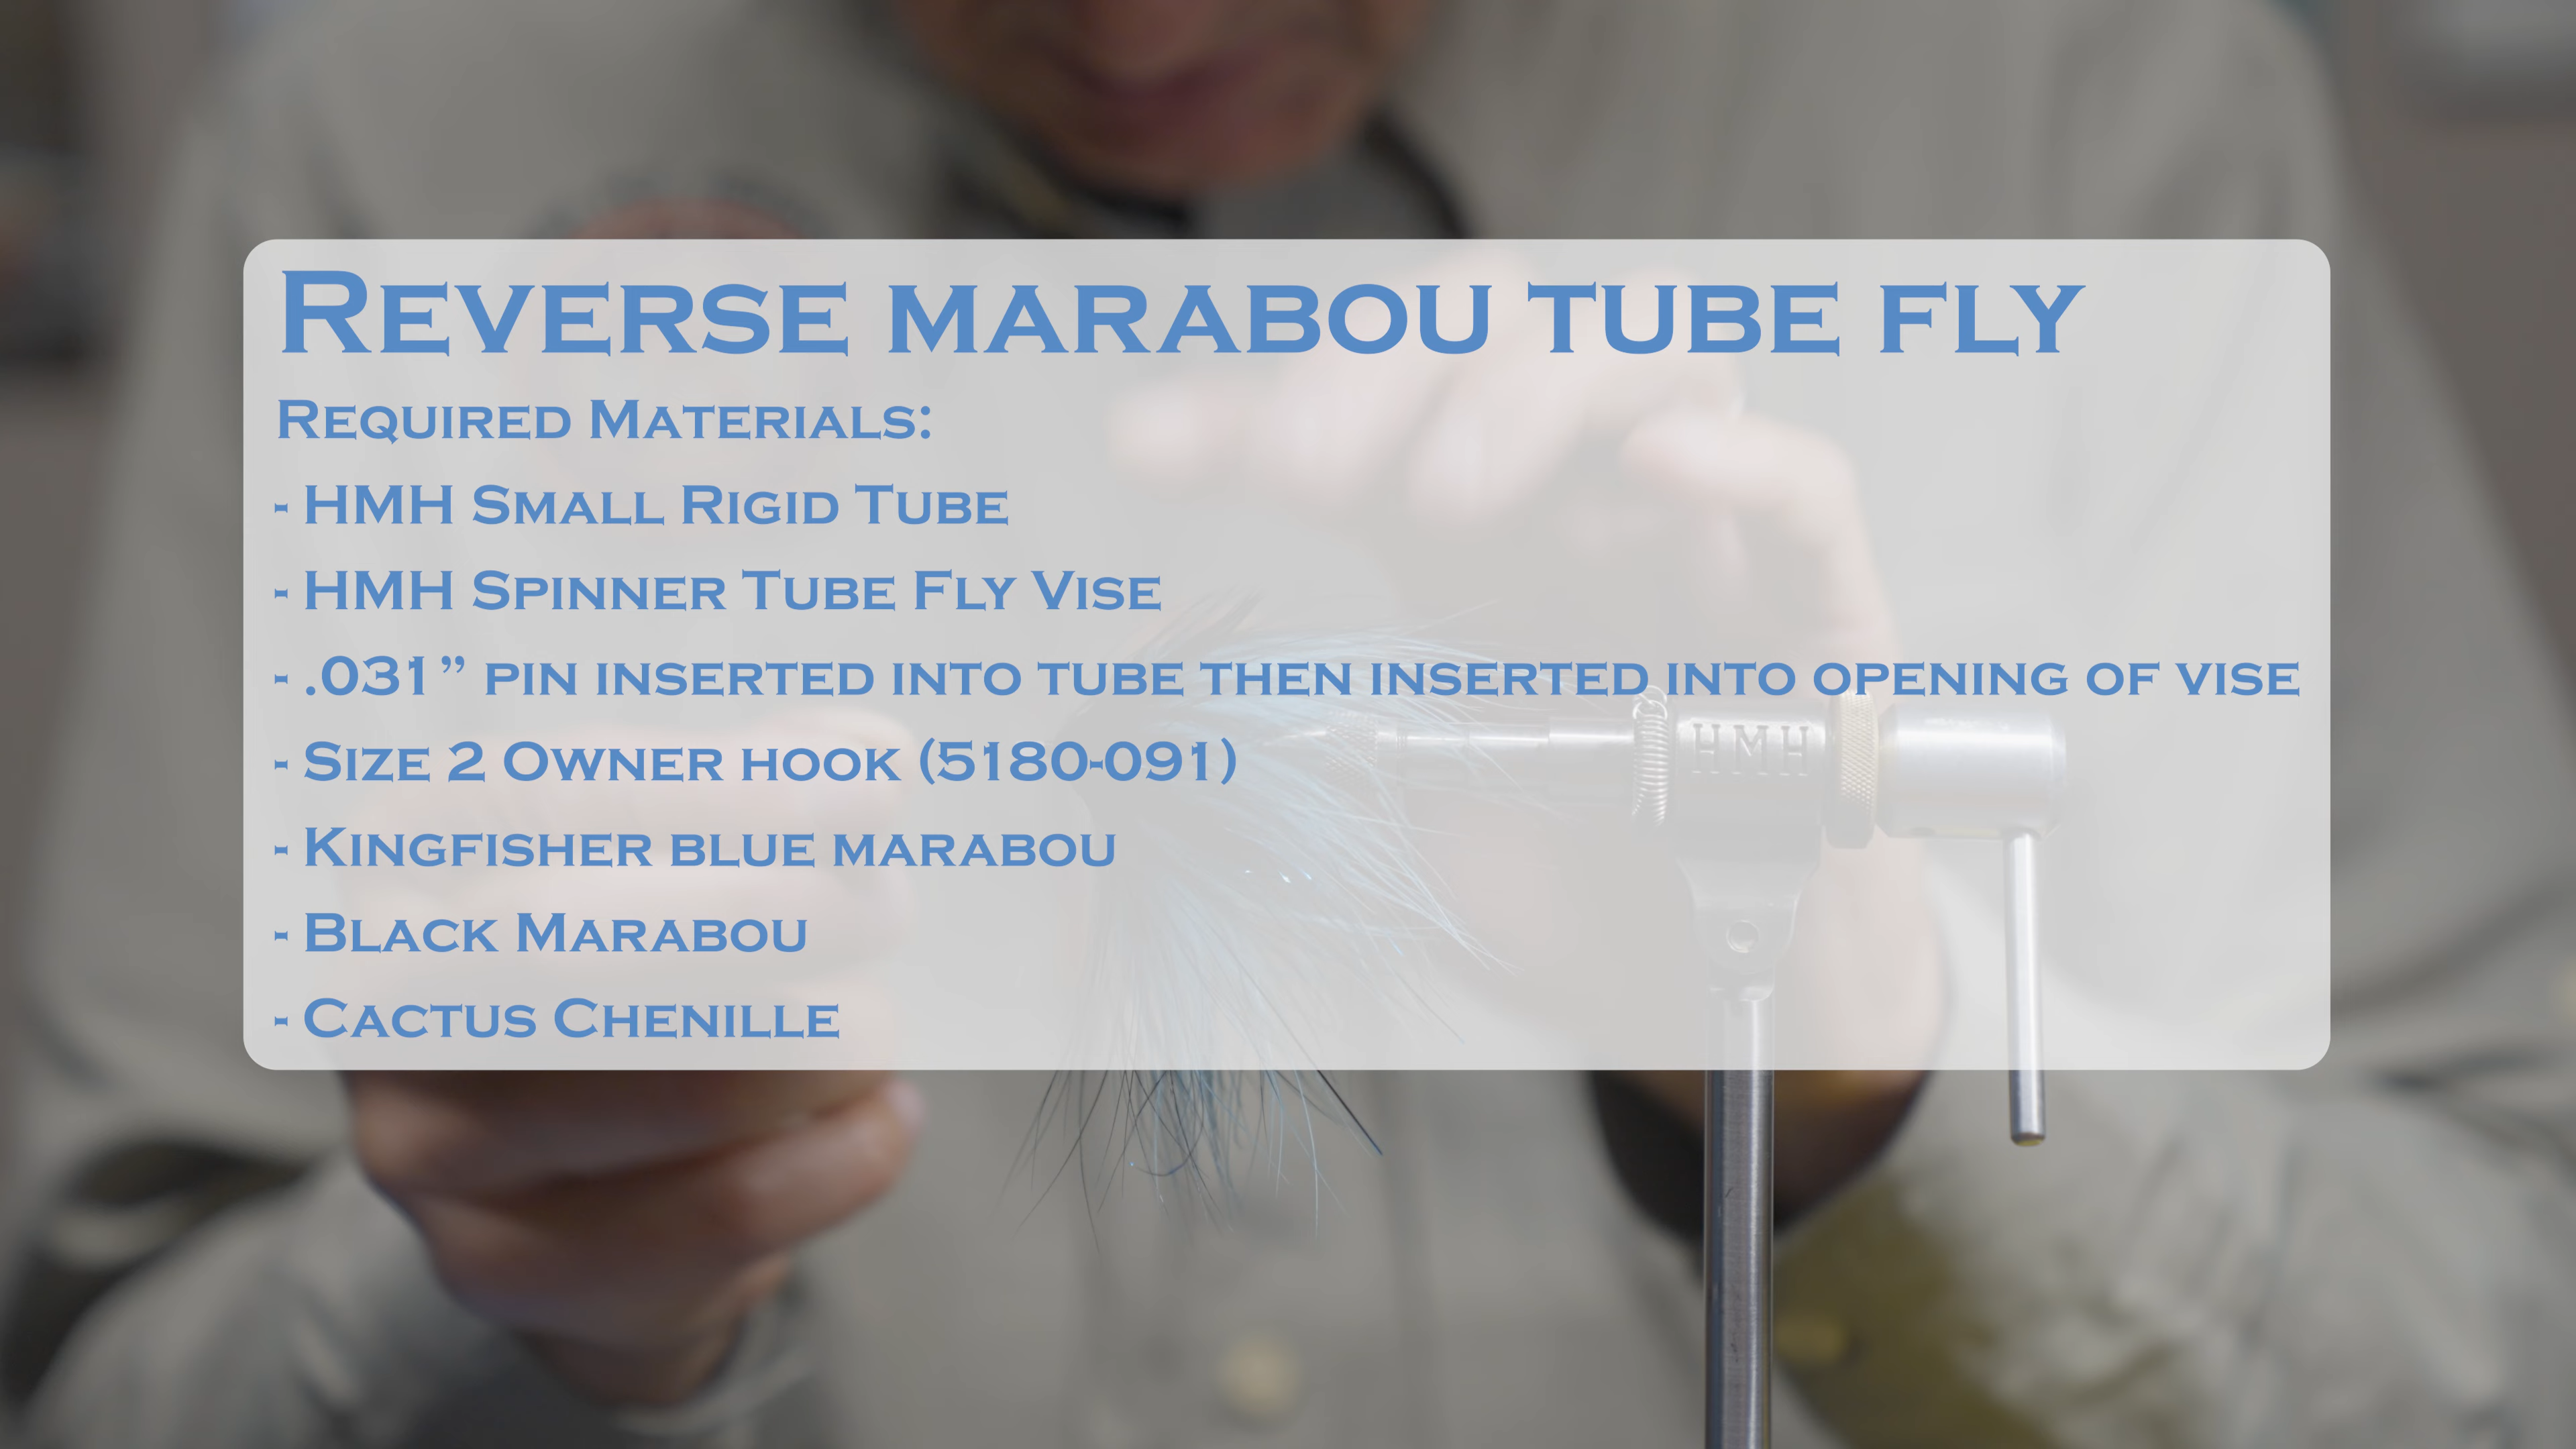 Reverse marabou tube fly
Required Materials:
- HMH Small Rigid Tube
- HMH Spinner Tube Fly Vise
- .031” pin inserted into tube then inserted into opening of vise
- Size 2 Owner hook (5180-091)
HMH
- Kingfisher blue marabou
- Black Marabou
- Cactus Chenille